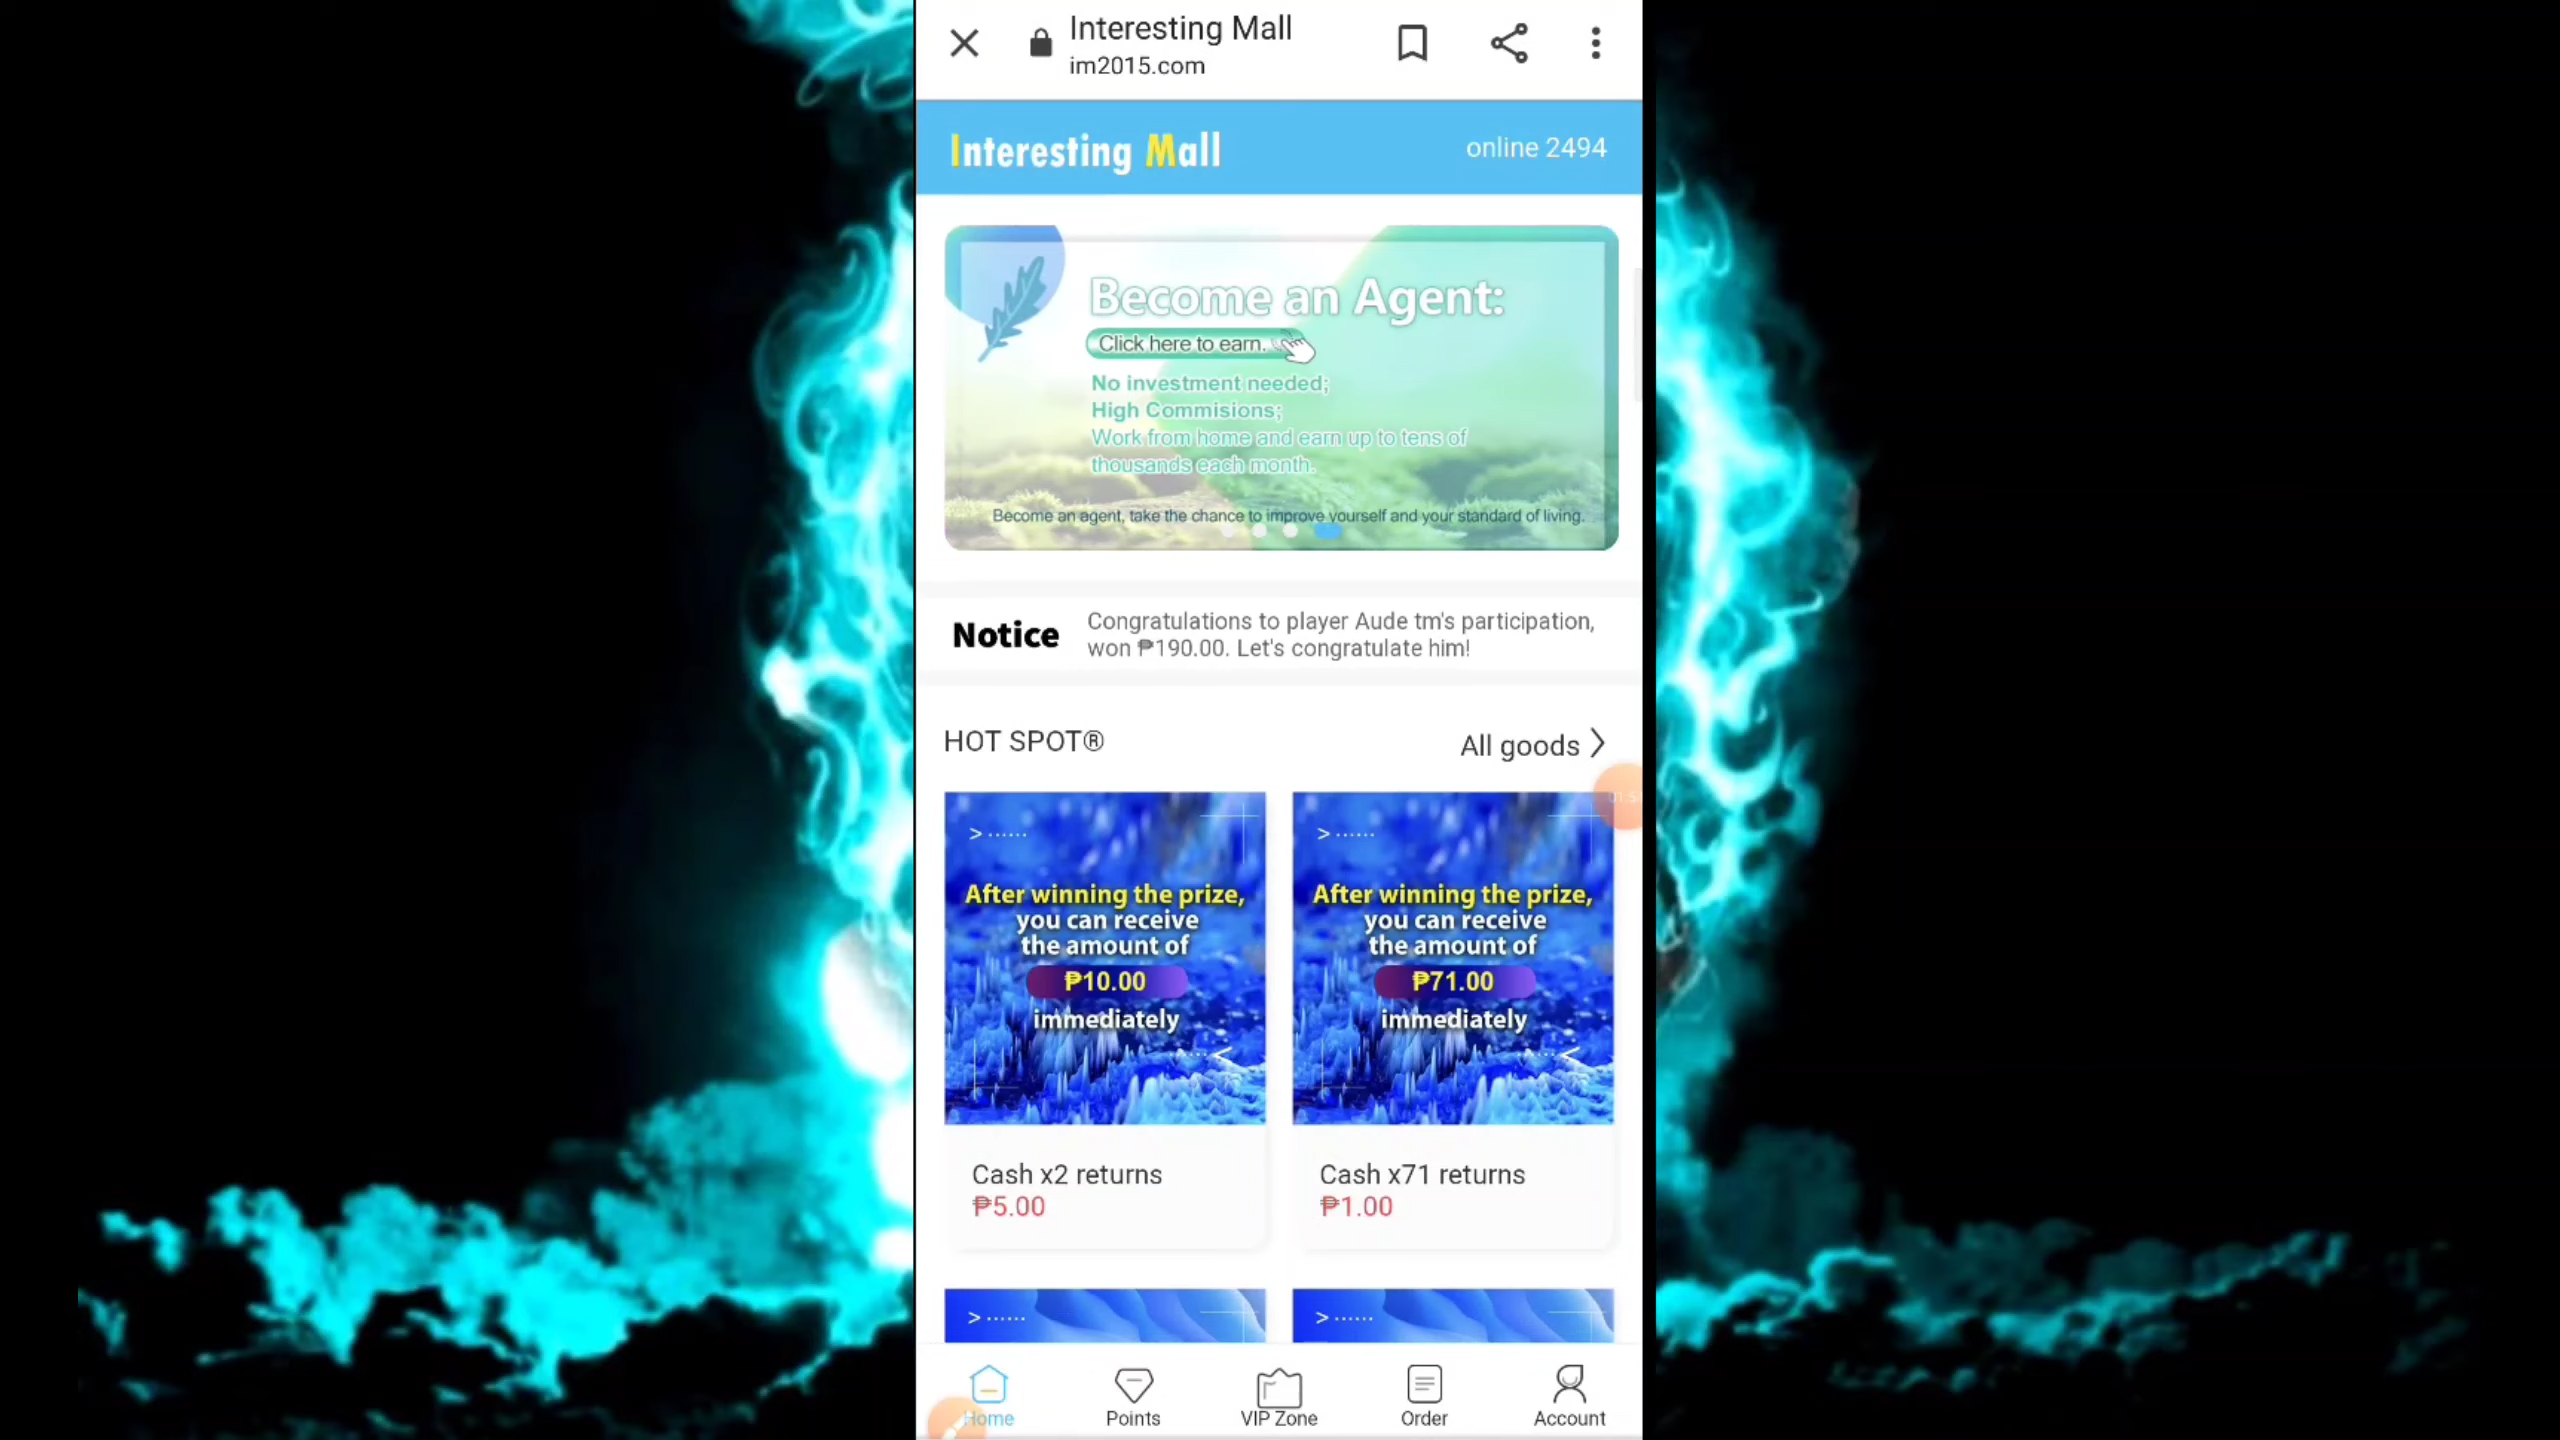 Interesting Mall
im2015.com
Interesting Mall
online 2494
Become an Agent:
Click here to earn.
No investment needed;
High Commisions;
Work from home and earn up to tens of
thousands each month.
Become an agent, take the chance to improve yourself and your standard of living.
Notice
Congratulations to player Aude tm's participation,
won ₱190.00. Let's congratulate him!
HOT SPOT®
All goods
After winning the prize,
you can receive
the amount of
₱10.00
immediately
After winning the prize,
you can receive
the amount of
₱71.00
immediately
Cash x2 returns
₱5.00
Cash x71 returns
₱1.00
Home
Points
VIP Zone
Order
Account